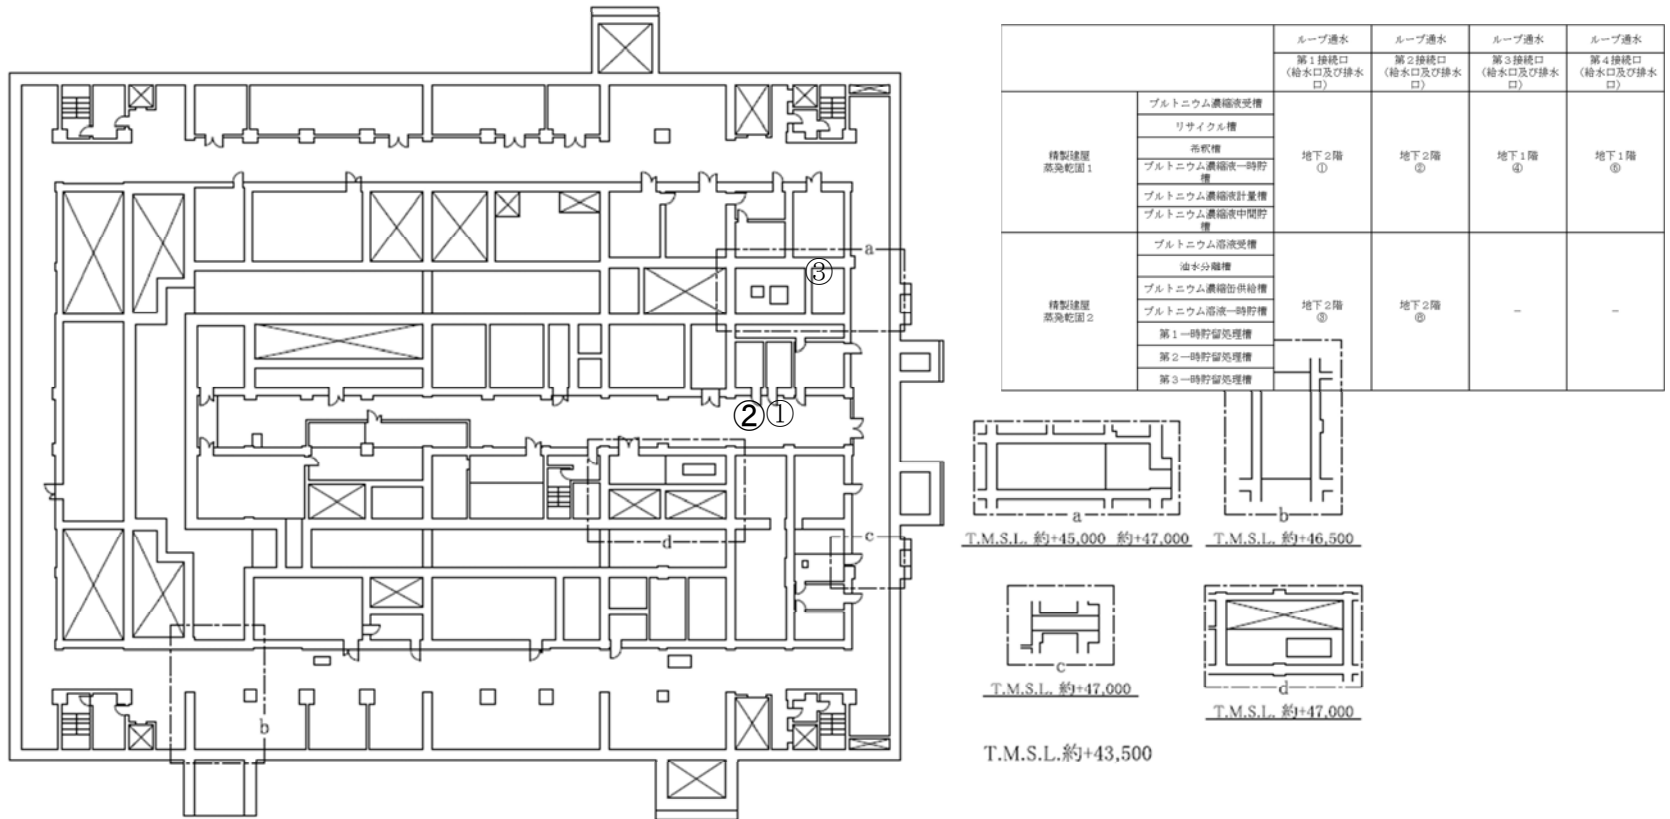 ループ通水
ループ通水
ループ通水
ループ通水
第1接続口
(給水口及び排水
口)
第2接続口
(給水口及び排水
口)
第3接続口
(給水口及び排水
口)
第4接続口
(給水口及び排水
口)
精製建屋
蒸発乾固1
プルトニウム濃縮液受槽
リサイクル槽
希釈槽
プルトニウム濃縮液一時貯
槽
プルトニウム濃縮液計量槽
プルトニウム濃縮液中間貯
槽
地下2階
①
地下2階
②
地下1階
④
地下1階
⑤
精製建屋
蒸発乾固2
プルトニウム溶液受槽
油水分離槽
プルトニウム濃縮缶供給槽
プルトニウム溶液一時貯槽
第1一時貯留処理槽
第2一時貯留処理槽
第3一時貯留処理槽
地下2階
③
地下2階
⑥
－
－
a
③
② ①
d
c
b
a
T.M.S.L. 約+45,000 約+47,000
b
T.M.S.L. 約+46,500
c
T.M.S.L. 約+47,000
d
T.M.S.L. 約+47,000
T.M.S.L.約+43,500